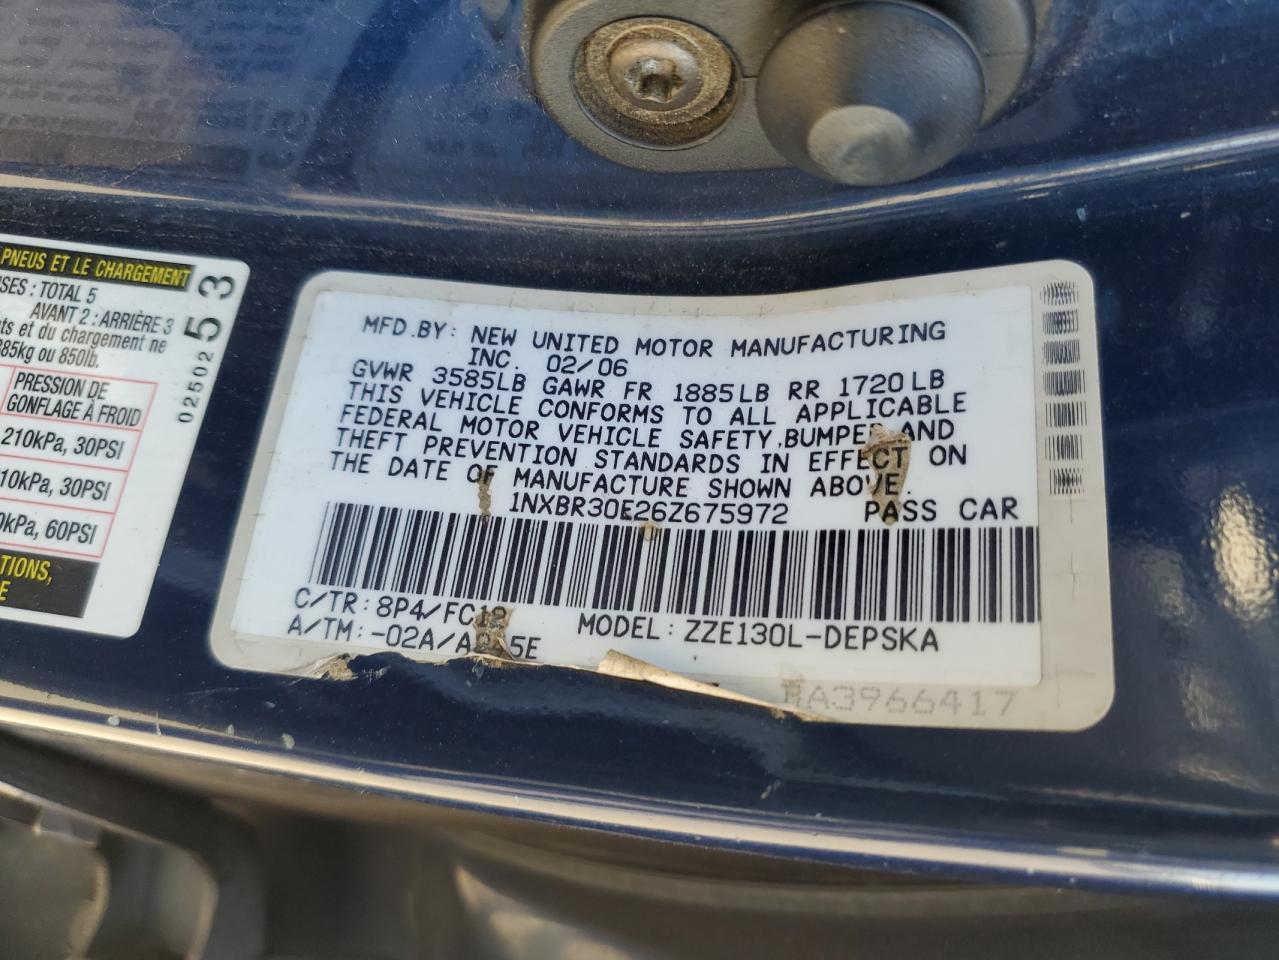 PNEUS ET LE CHARGEMENT
SES : TOTAL 5
AVANT 2 : ARRIÈRE 3
ts et du chargement ne
385kg ou 850lb.
PRESSION DE
GONFLAGE À FROID
210kPa, 30PSI
10kPa, 30PSI
0kPa, 60PSI
TIONS,
E
02502 53
MFD.BY: NEW UNITED MOTOR MANUFACTURING
INC. 02/06
GVWR 3585LB GAWR FR 1885LB RR 1720LB
THIS VEHICLE CONFORMS TO ALL APPLICABLE
FEDERAL MOTOR VEHICLE SAFETY,BUMPER AND
THEFT PREVENTION STANDARDS IN EFFECT ON
THE DATE OF MANUFACTURE SHOWN ABOVE.
1NXBR30E26Z675972 PASS CAR
C/TR:8P4/FC12
A/TM:-02A/ 5E
MODEL:ZZE130L-DEPSKA
A3966417